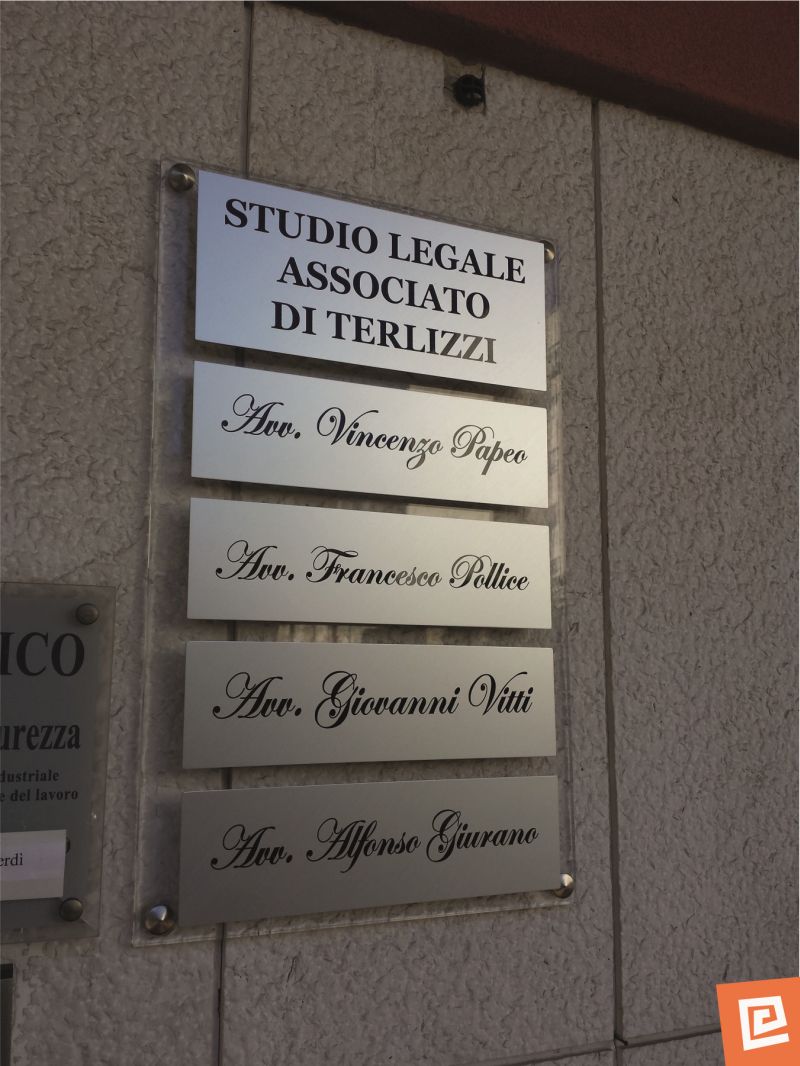 STUDIO LEGALE
ASSOCIATO
DI TERLIZZI
Avv. Vincenzo Papeo
Avv. Francesco Pollice
Avv. Giovanni Vitti
Avv. Alfonso Giurano
ICO
urezza
dustriale
e del lavoro
erdi